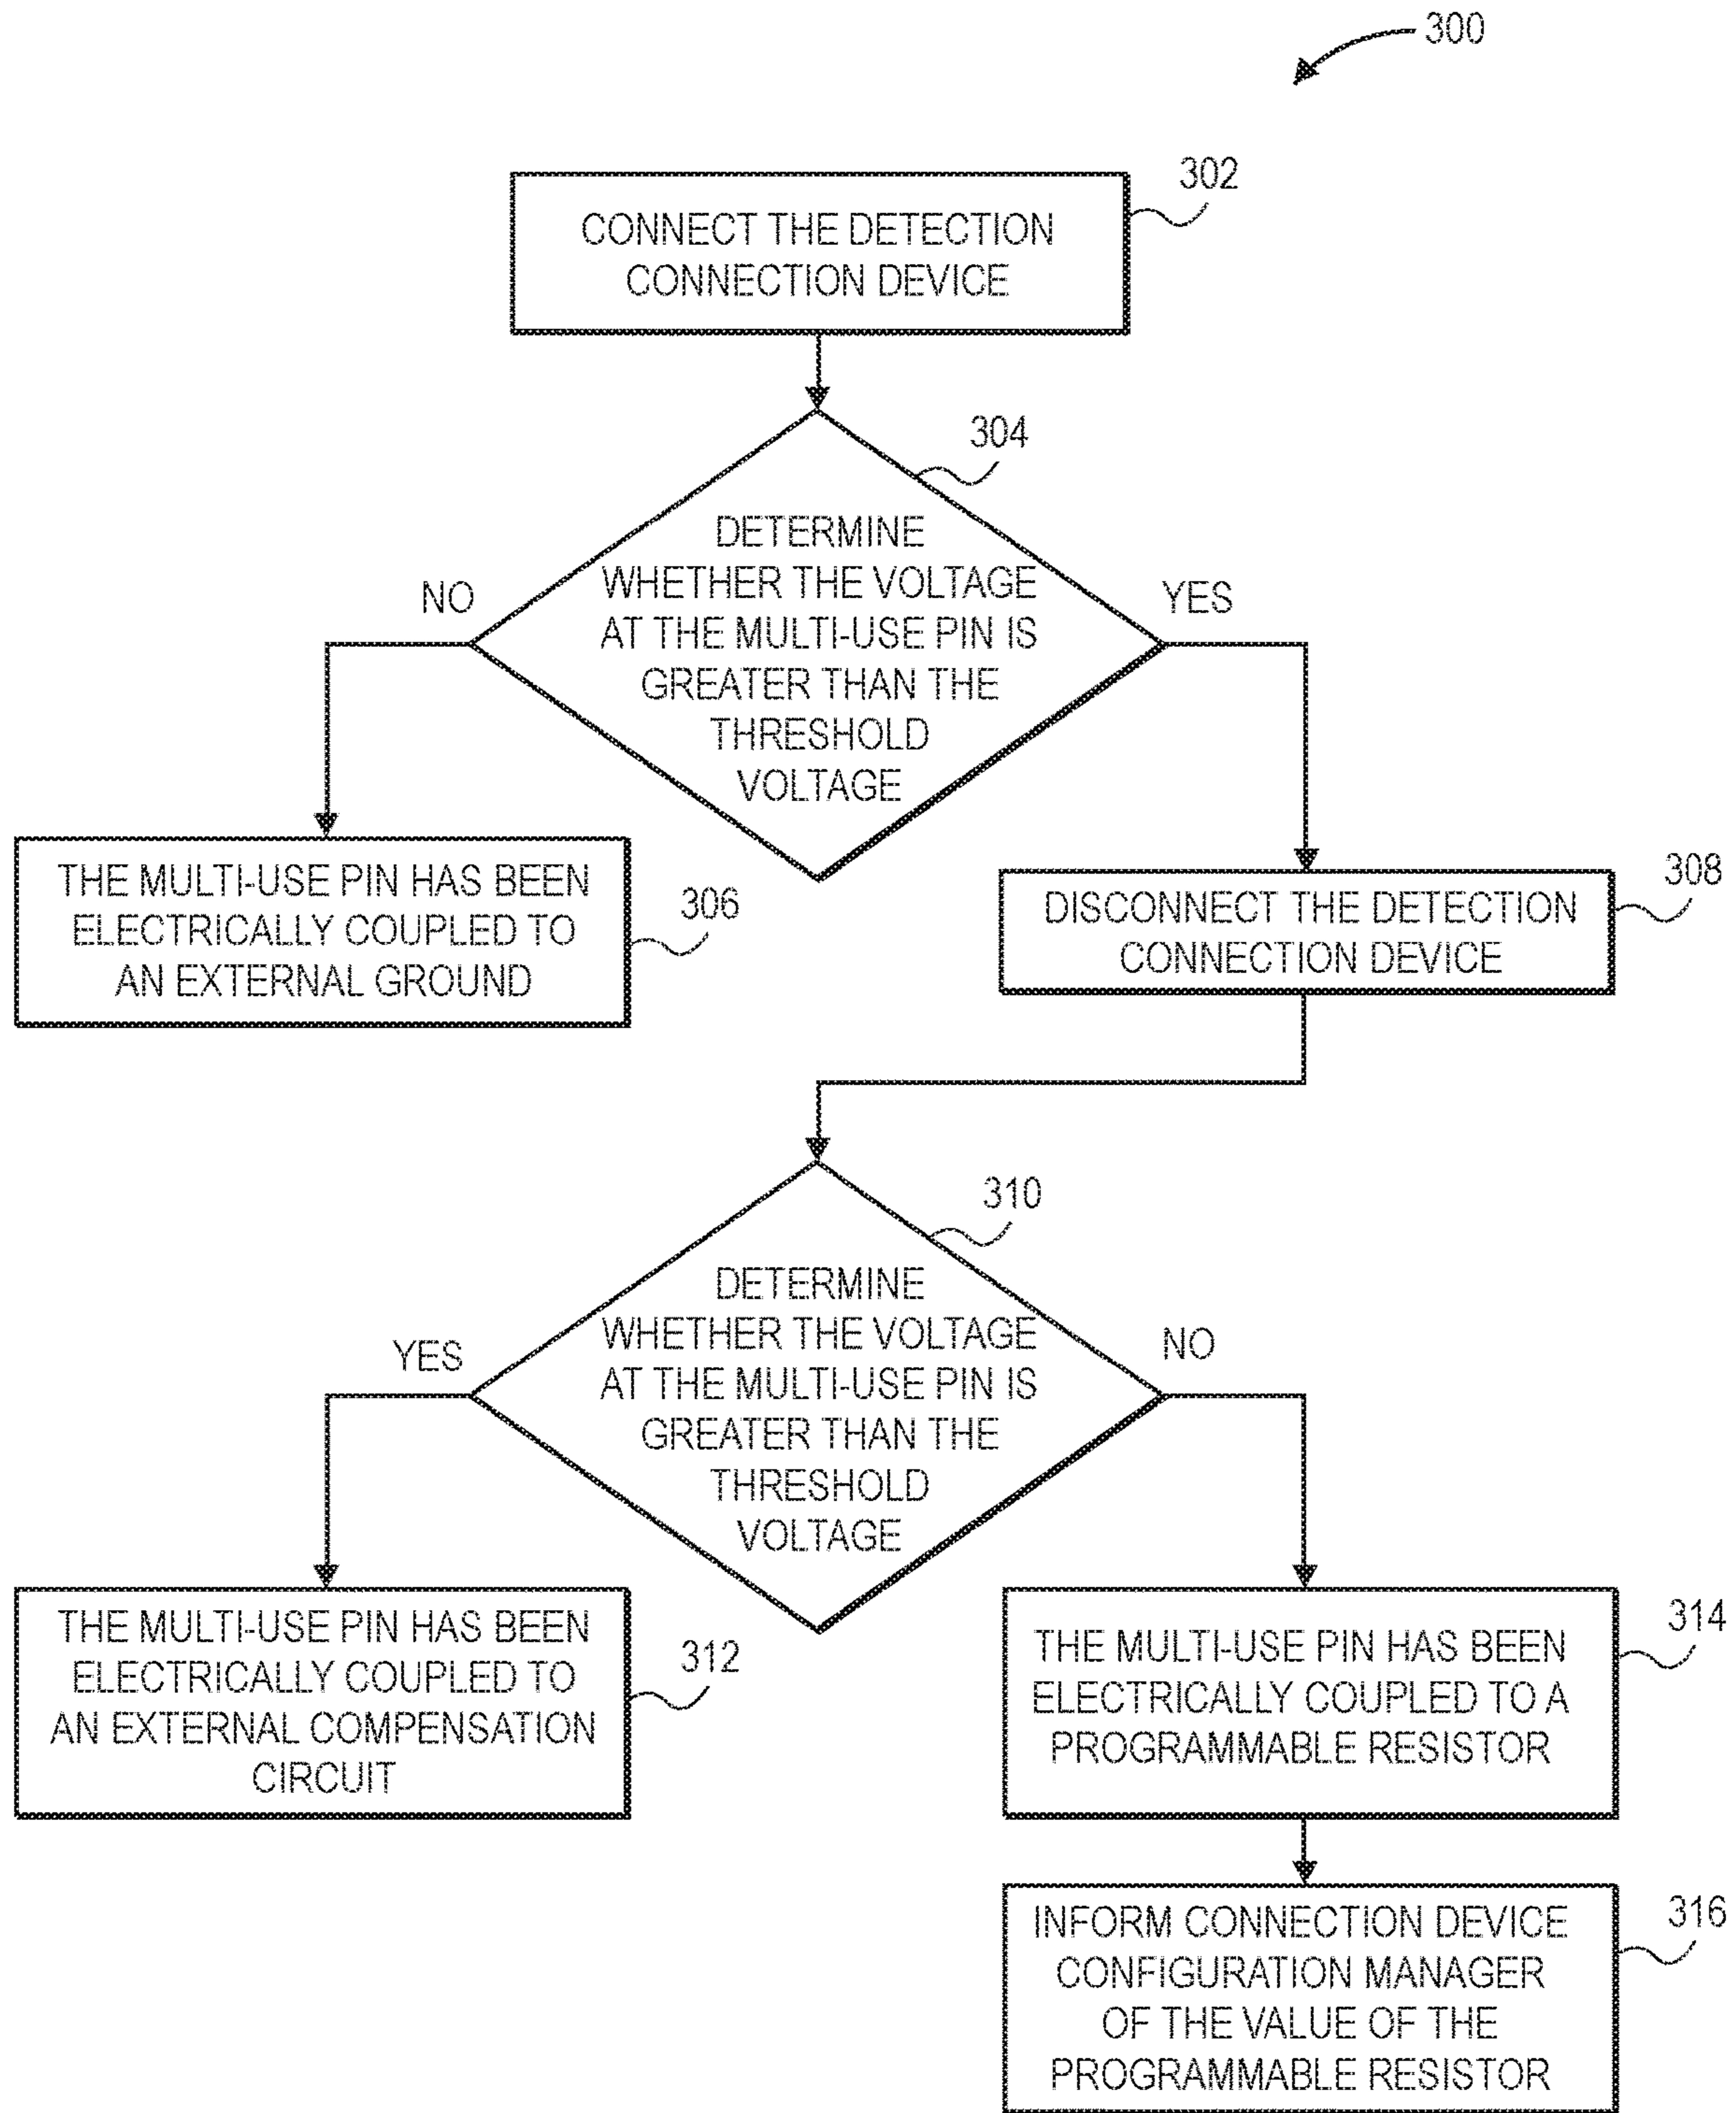 300
302
CONNECT THE DETECTION
CONNECTION DEVICE
304
DETERMINE
WHETHER THE VOLTAGE
AT THE MULTI-USE PIN IS
GREATER THAN THE
THRESHOLD
VOLTAGE
NO
YES
THE MULTI-USE PIN HAS BEEN
ELECTRICALLY COUPLED TO
AN EXTERNAL GROUND
306
308
DISCONNECT THE DETECTION
CONNECTION DEVICE
310
DETERMINE
WHETHER THE VOLTAGE
AT THE MULTI-USE PIN IS
GREATER THAN THE
THRESHOLD
VOLTAGE
YES
NO
THE MULTI-USE PIN HAS BEEN
ELECTRICALLY COUPLED TO
AN EXTERNAL COMPENSATION
CIRCUIT
312
314
THE MULTI-USE PIN HAS BEEN
ELECTRICALLY COUPLED TO A
PROGRAMMABLE RESISTOR
316
INFORM CONNECTION DEVICE
CONFIGURATION MANAGER
OF THE VALUE OF THE
PROGRAMMABLE RESISTOR